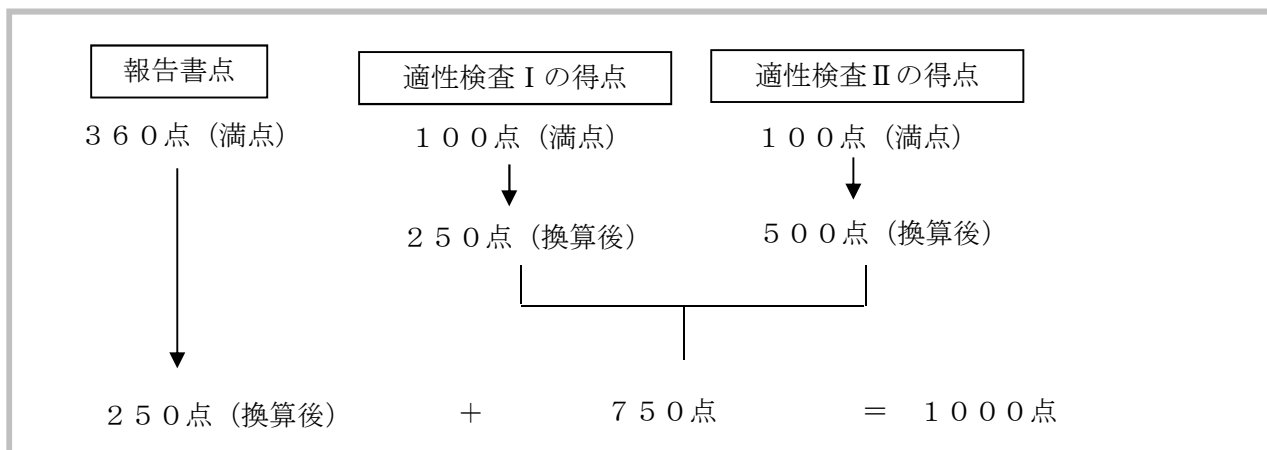 報告書点 適性検査Ⅰの得点 適性検査Ⅱの得点
３６０点（満点） １００点（満点） １００点（満点）
２５０点（換算後） ５００点（換算後）
２５０点（換算後） ＋ ７５０点 ＝ １０００点